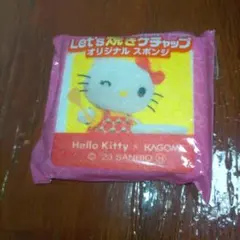 Let's ケチャップ
オリジナル スポンジ
Hello Kitty × KAGOME
© '20 SANRIO